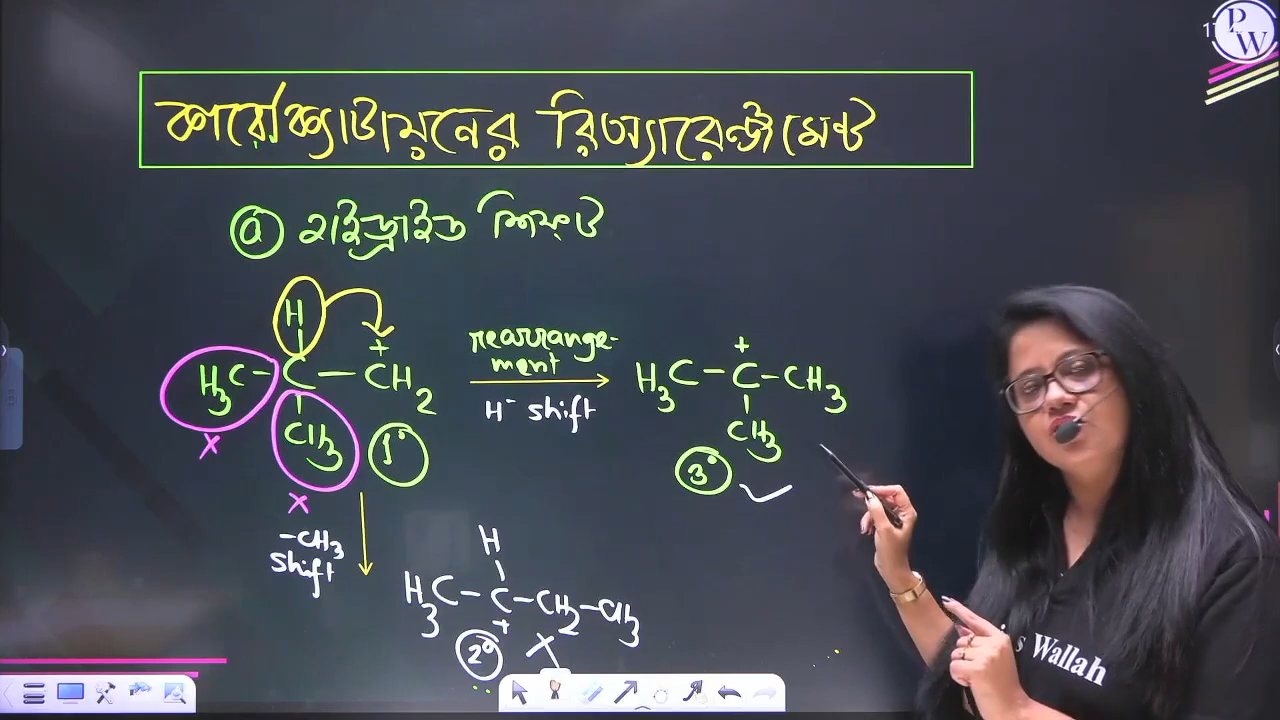 PW
কার্বোক্যাটায়নের রিঅ্যারেঞ্জমেন্ট
a হাইড্রাইড শিফট
H
H3C – C – CH2
+
CH3
1°
x
x
rearrange-
ment
H⁻ shift
+
H3C – C – CH3
CH3
3°
-CH3
shift
H
H3C – C – CH2 – CH3
+
2°
x
s Wallah